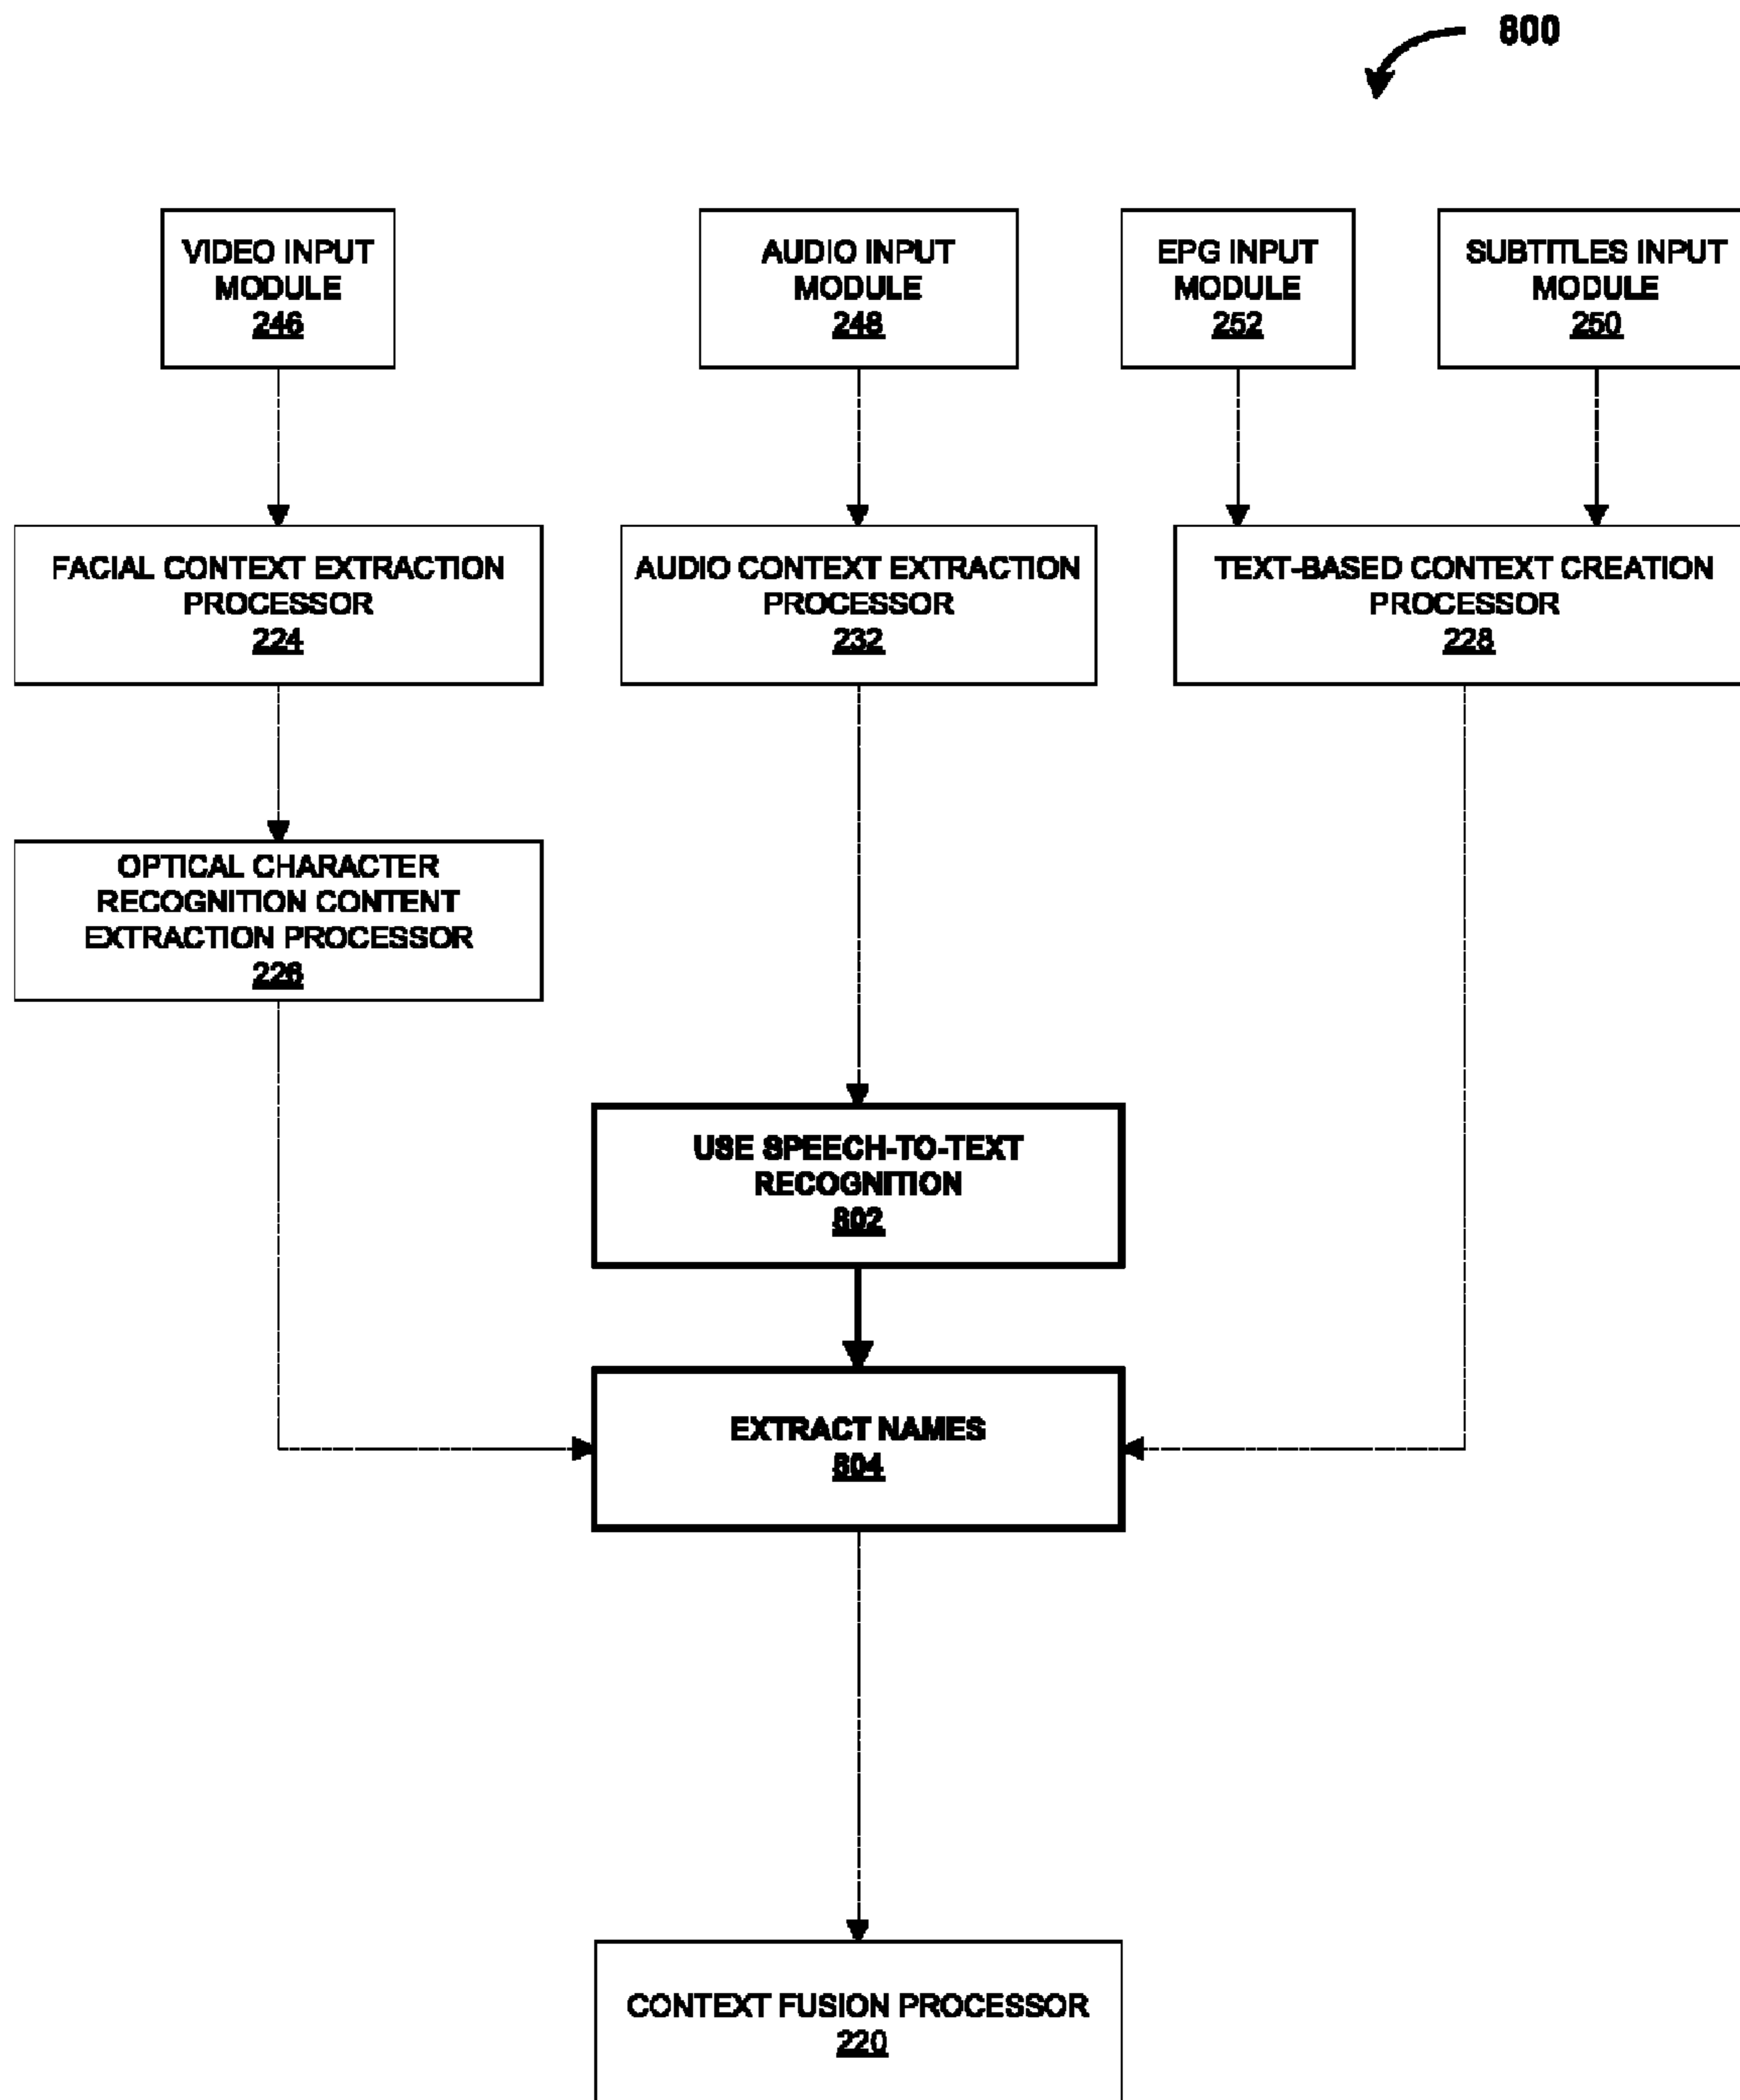 800
VIDEO INPUT
MODULE
246
AUDIO INPUT
MODULE
248
EPG INPUT
MODULE
252
SUBTITLES INPUT
MODULE
250
FACIAL CONTEXT EXTRACTION
PROCESSOR
224
AUDIO CONTEXT EXTRACTION
PROCESSOR
232
TEXT-BASED CONTEXT CREATION
PROCESSOR
228
OPTICAL CHARACTER
RECOGNITION CONTENT
EXTRACTION PROCESSOR
226
USE SPEECH-TO-TEXT
RECOGNITION
802
EXTRACT NAMES
804
CONTEXT FUSION PROCESSOR
220